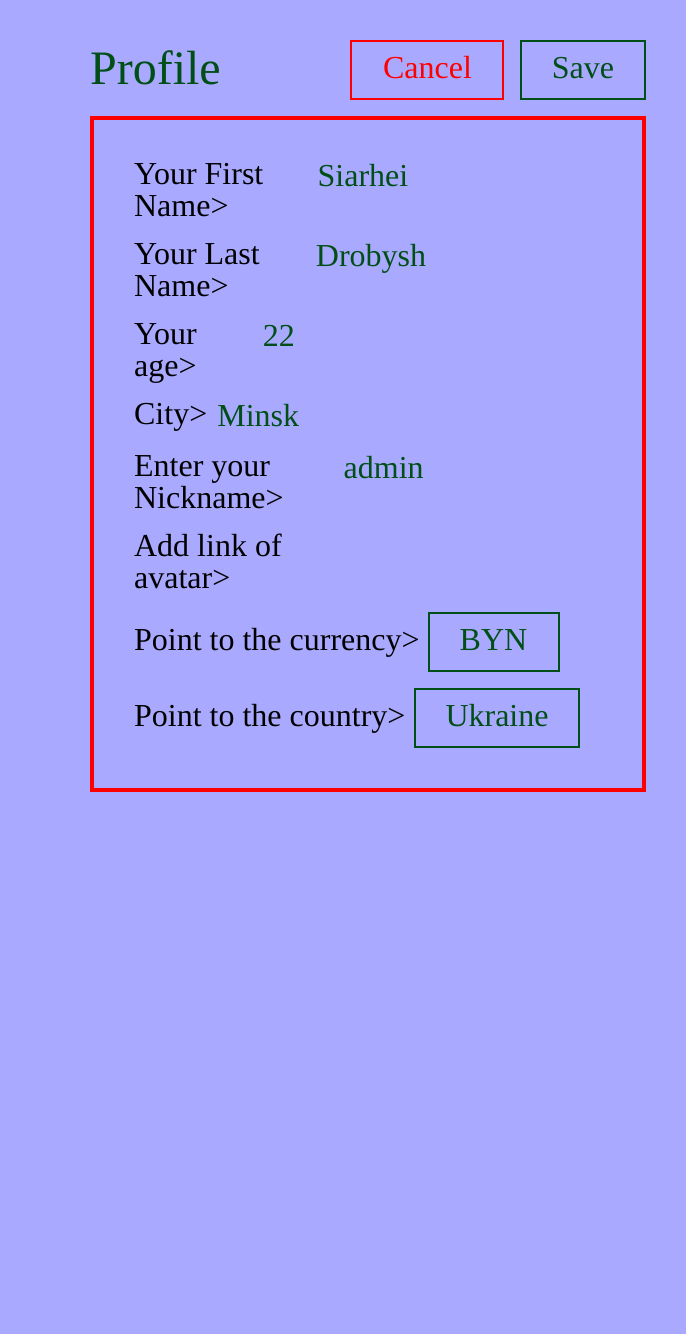 Profile Cancel Save
Your First Siarhei
Name>
Your Last Drobysh
Name>
Your 22
age>
City> Minsk
Enter your admin
Nickname>
Add link of
avatar>
Point to the currency> BYN
Point to the country> Ukraine